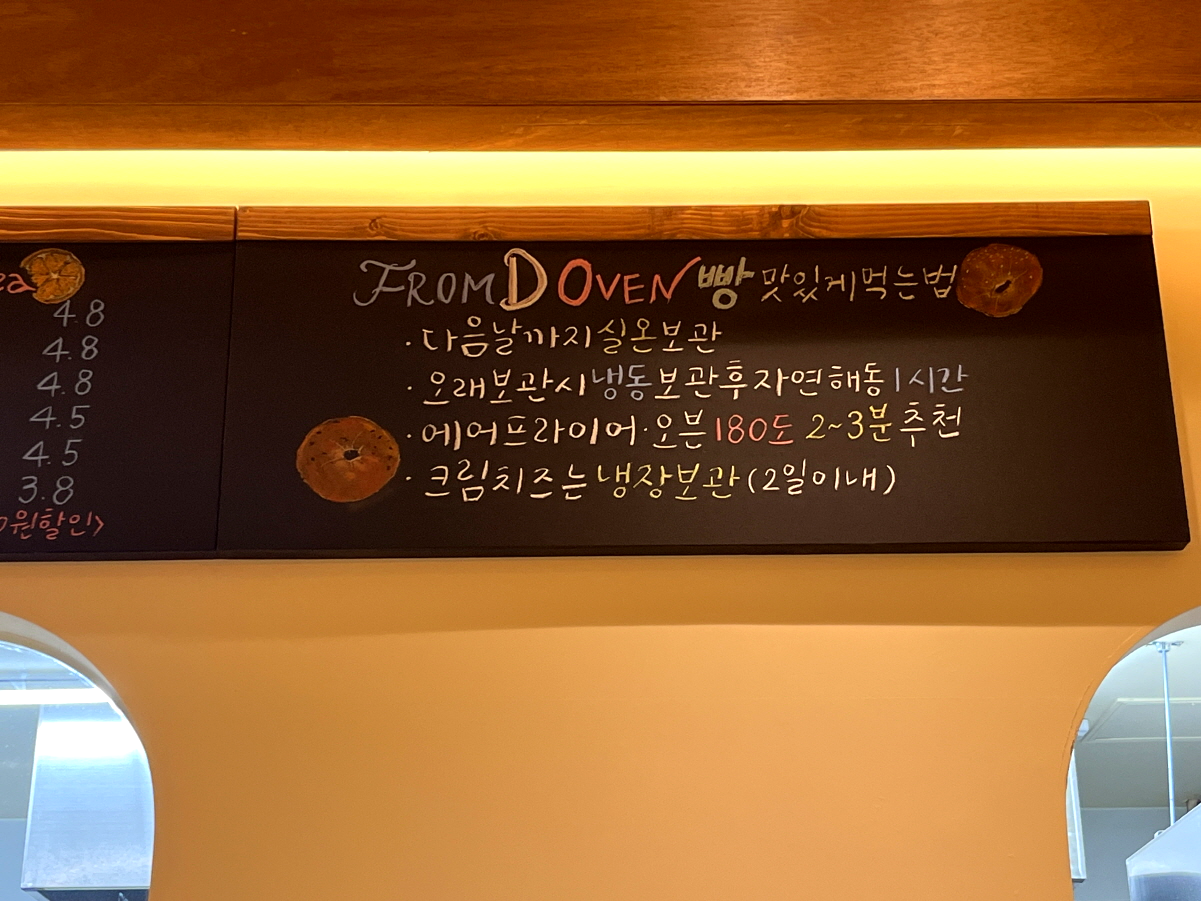 ea
4.8
4.8
4.8
4.5
4.5
3.8
원할인>
FROM D OVEN 빵 맛있게 먹는법
· 다음날까지 실온보관
· 오래보관시 냉동보관후 자연해동 1시간
· 에어프라이어·오븐 180도 2~3분 추천
· 크림치즈는 냉장보관 (2일이내)